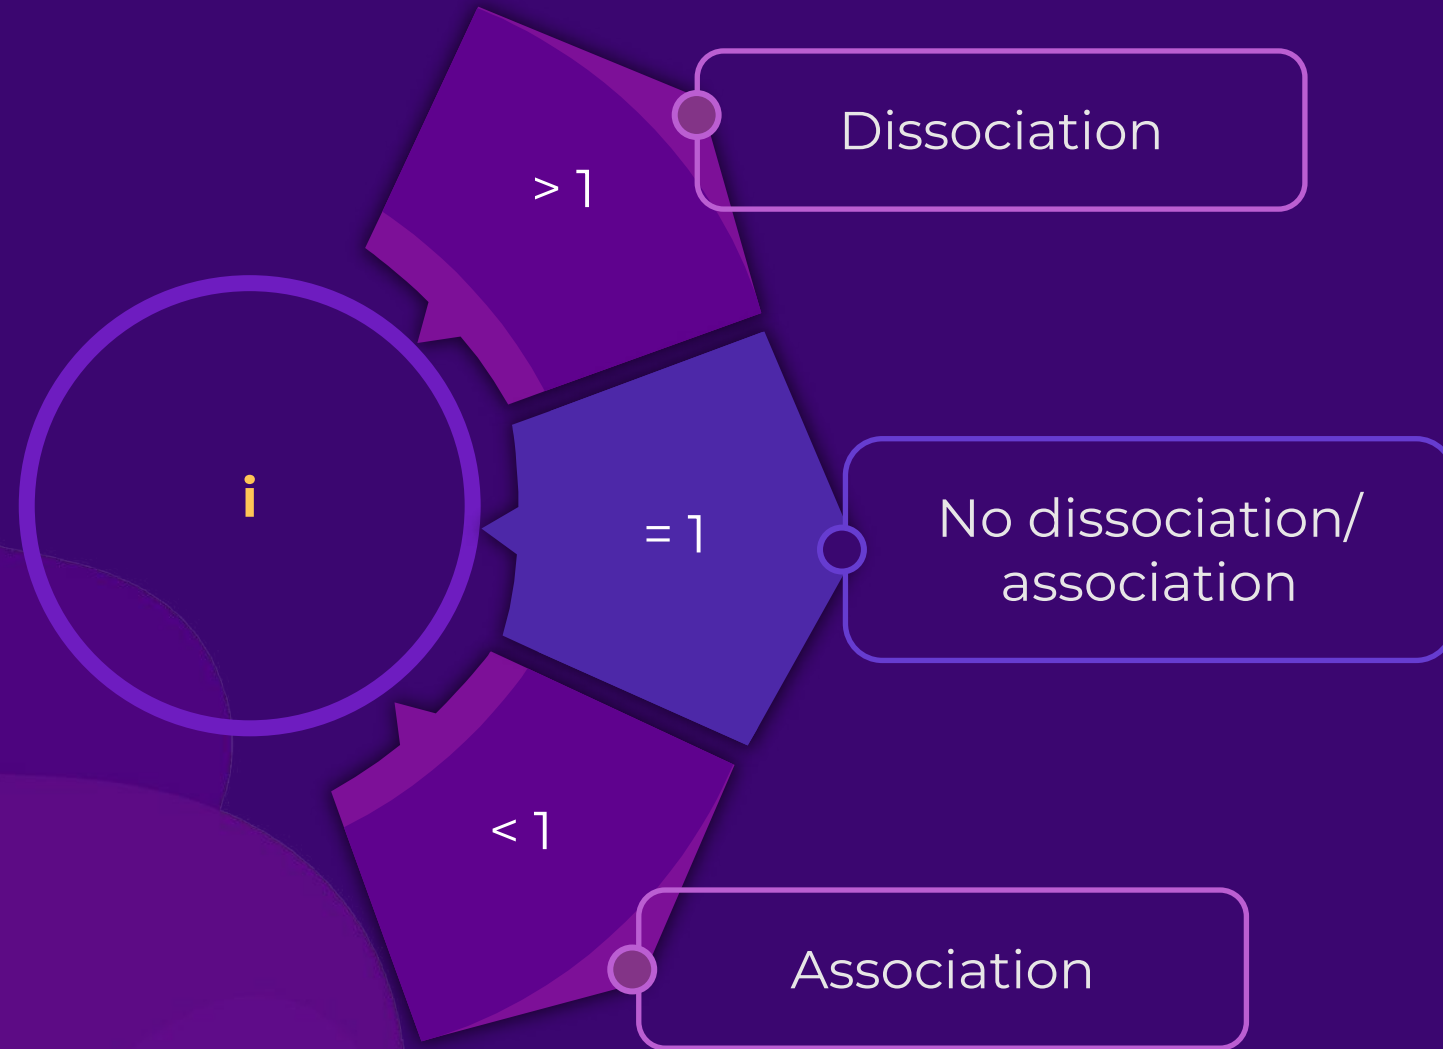 > 1
Dissociation
i
= 1
No dissociation/
association
< 1
Association